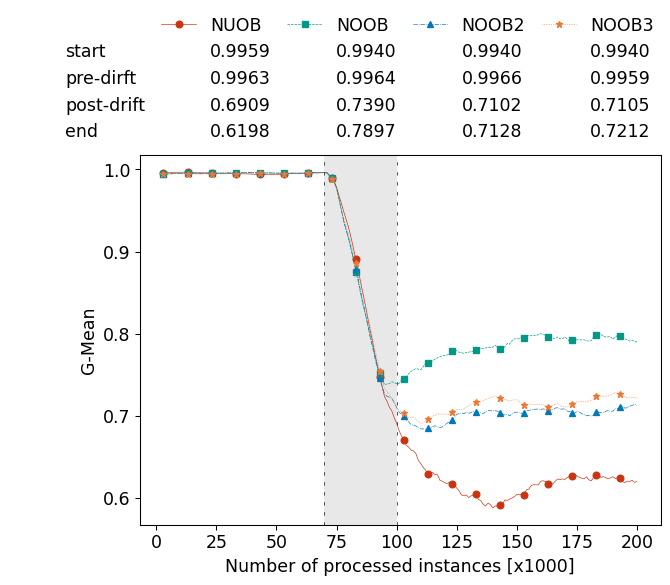 NUOB NOOB NOOB2 NOOB3
start 0.9959 0.9940 0.9940 0.9940
pre-dirft 0.9963 0.9964 0.9966 0.9959
post-drift 0.6909 0.7390 0.7102 0.7105
end 0.6198 0.7897 0.7128 0.7212
1.0
0.9
0.8
0.7
0.6
G-Mean
0 25 50 75 100 125 150 175 200
Number of processed instances [x1000]